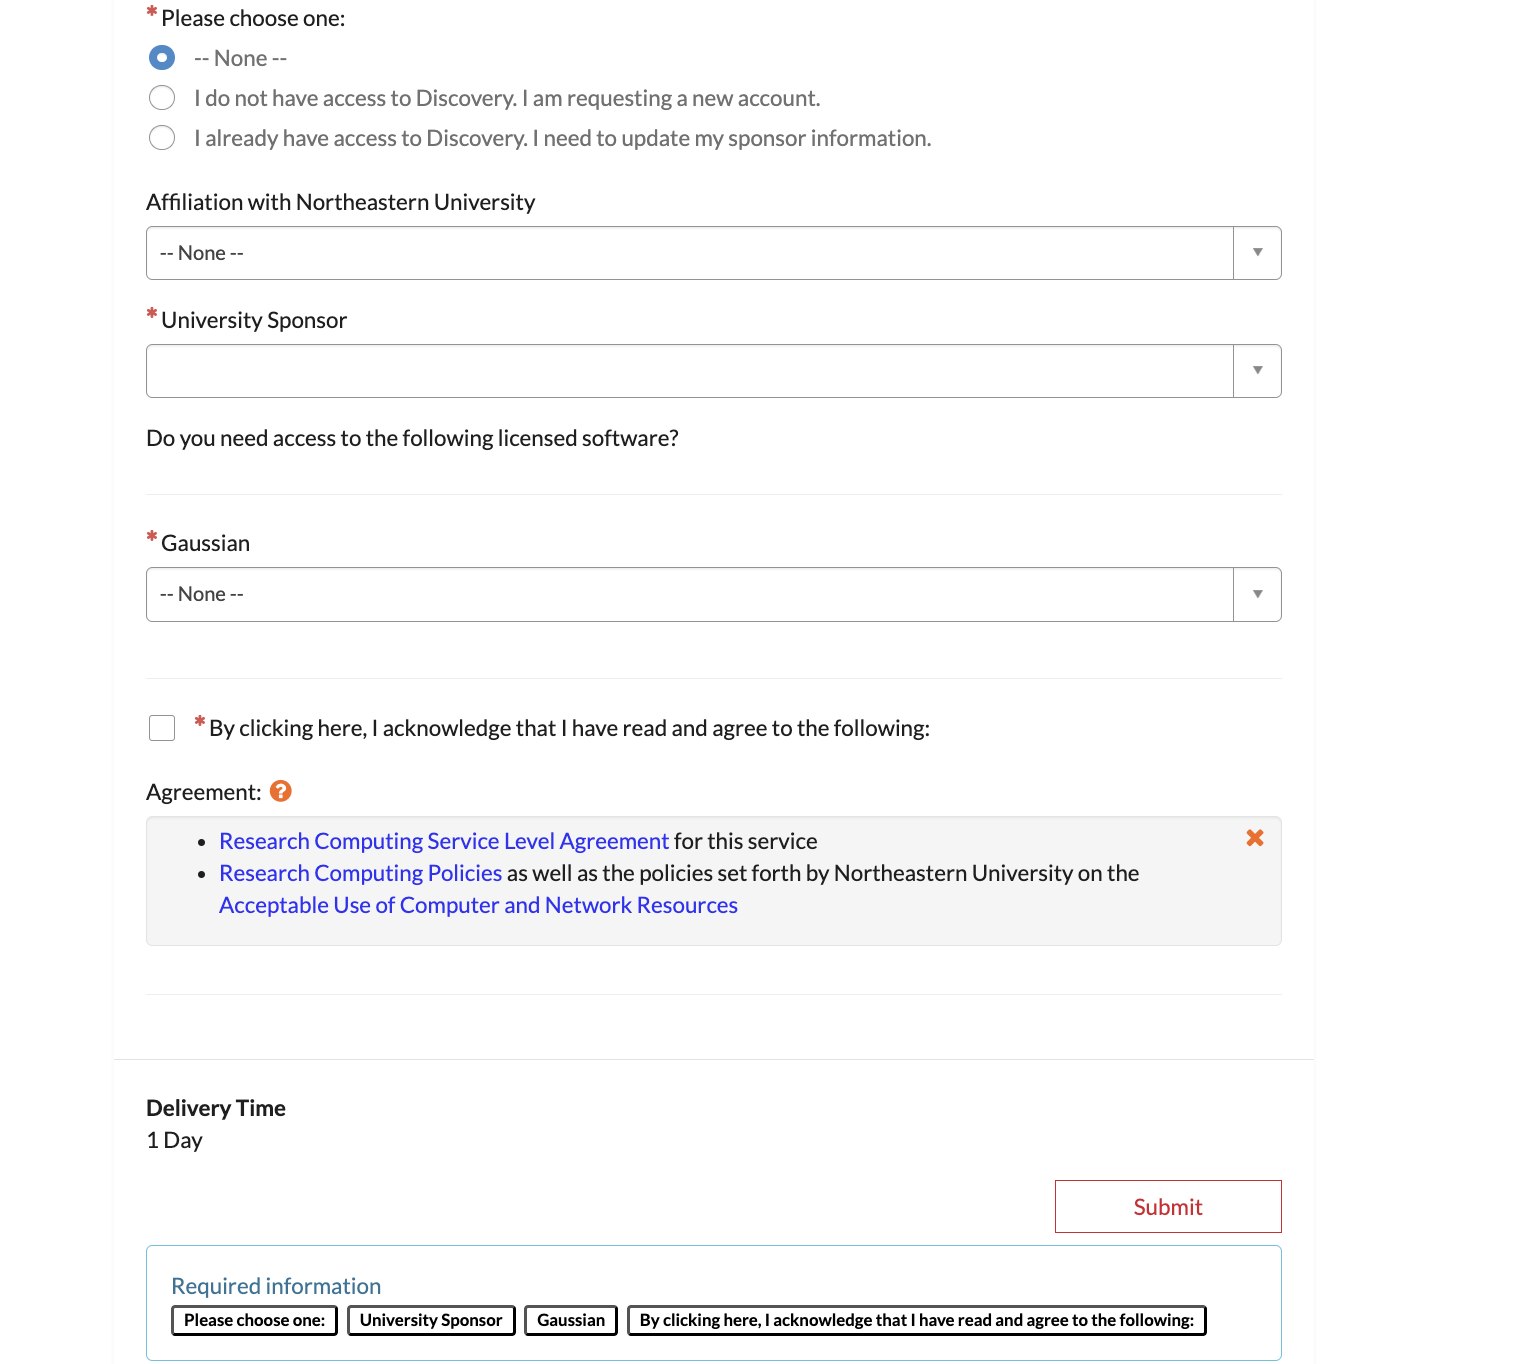 * Please choose one:
-- None --
I do not have access to Discovery. I am requesting a new account.
I already have access to Discovery. I need to update my sponsor information.
Affiliation with Northeastern University
-- None --
* University Sponsor
Do you need access to the following licensed software?
* Gaussian
-- None --
* By clicking here, I acknowledge that I have read and agree to the following:
Agreement: ?
• Research Computing Service Level Agreement for this service
• Research Computing Policies as well as the policies set forth by Northeastern University on the
Acceptable Use of Computer and Network Resources
Delivery Time
1 Day
Submit
Required information
Please choose one: University Sponsor Gaussian By clicking here, I acknowledge that I have read and agree to the following: